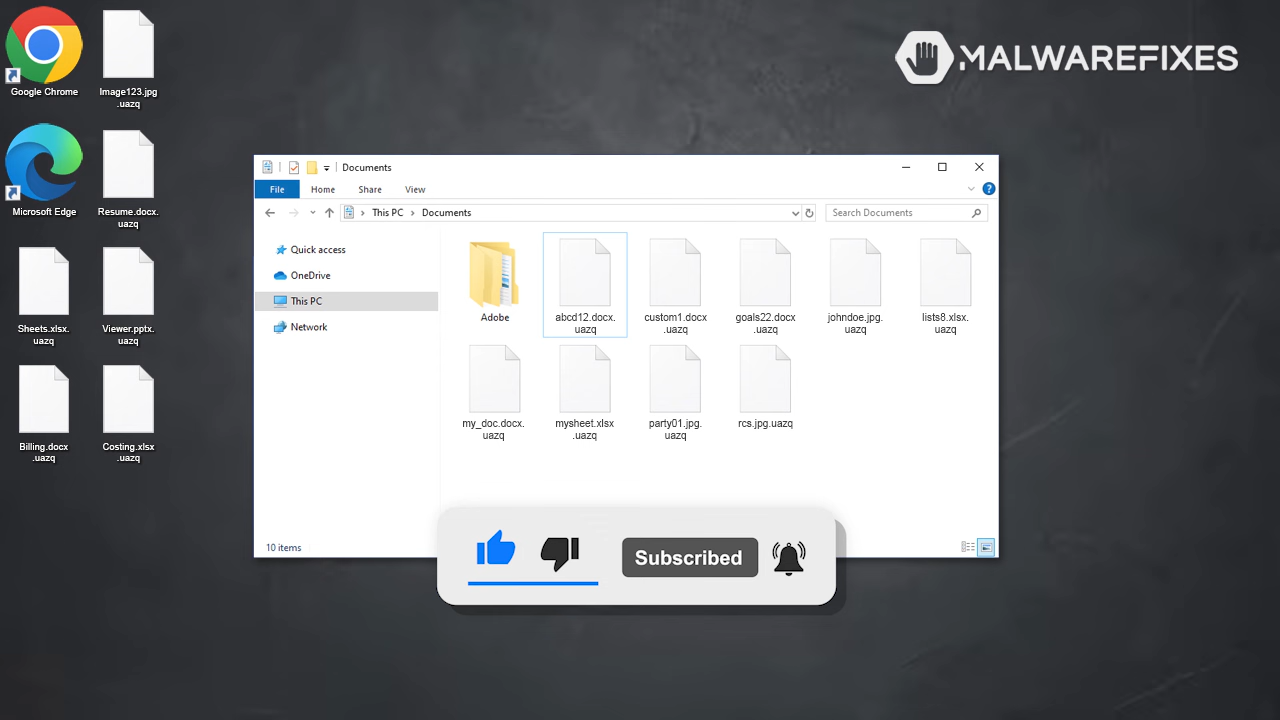 MALWAREFIXES
Google Chrome
Image123.jpg
.uazq
Microsoft Edge
Resume.docx.
uazq
Sheets.xlsx.
uazq
Viewer.pptx.
uazq
Billing.docx
.uazq
Costing.xlsx
.uazq
Documents
File
Home
Share
View
?
This PC
Documents
Search Documents
Quick access
OneDrive
This PC
Network
Adobe
abcd12.docx.
uazq
custom1.docx
.uazq
goals22.docx
.uazq
johndoe.jpg.
uazq
lists8.xlsx.
uazq
my_doc.docx.
uazq
mysheet.xlsx
.uazq
party01.jpg.
uazq
rcs.jpg.uazq
10 items
Subscribed